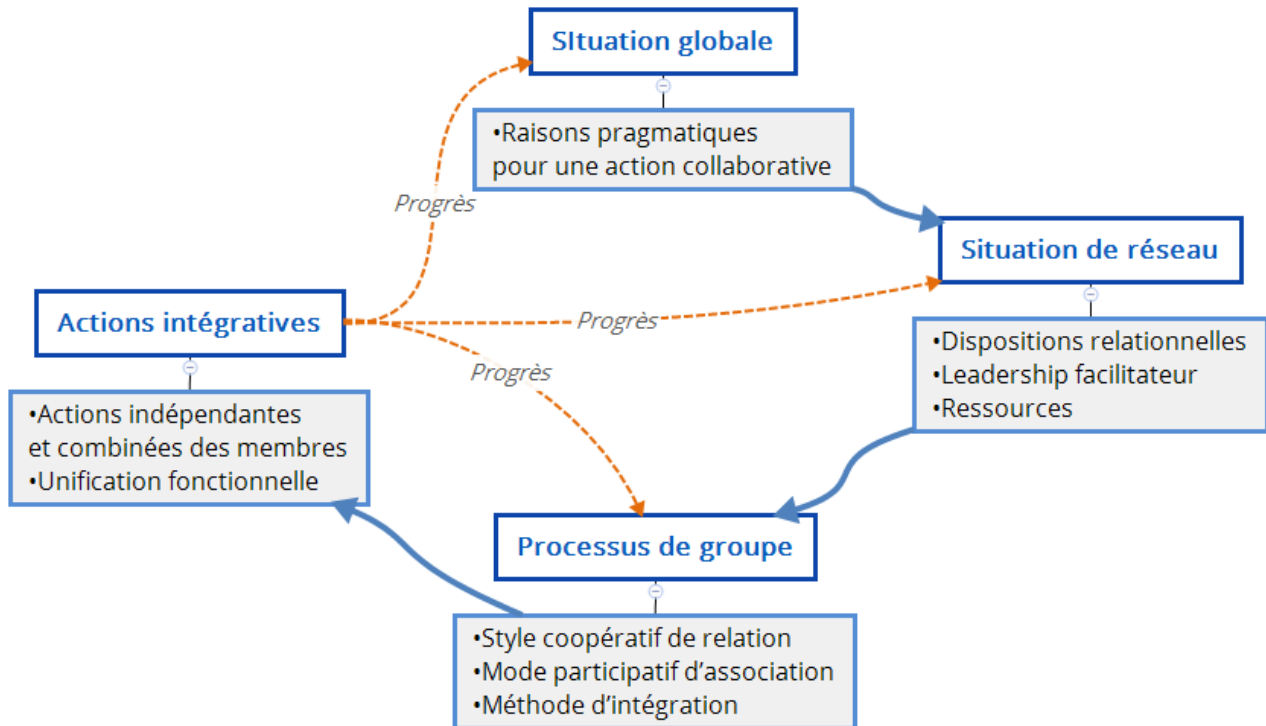 SItuation globale
•Raisons pragmatiques
pour une action collaborative
Progrès
Situation de réseau
Actions intégratives
Progrès
•Dispositions relationnelles
•Leadership facilitateur
•Ressources
Progrès
•Actions indépendantes
et combinées des membres
•Unification fonctionnelle
Processus de groupe
•Style coopératif de relation
•Mode participatif d’association
•Méthode d’intégration